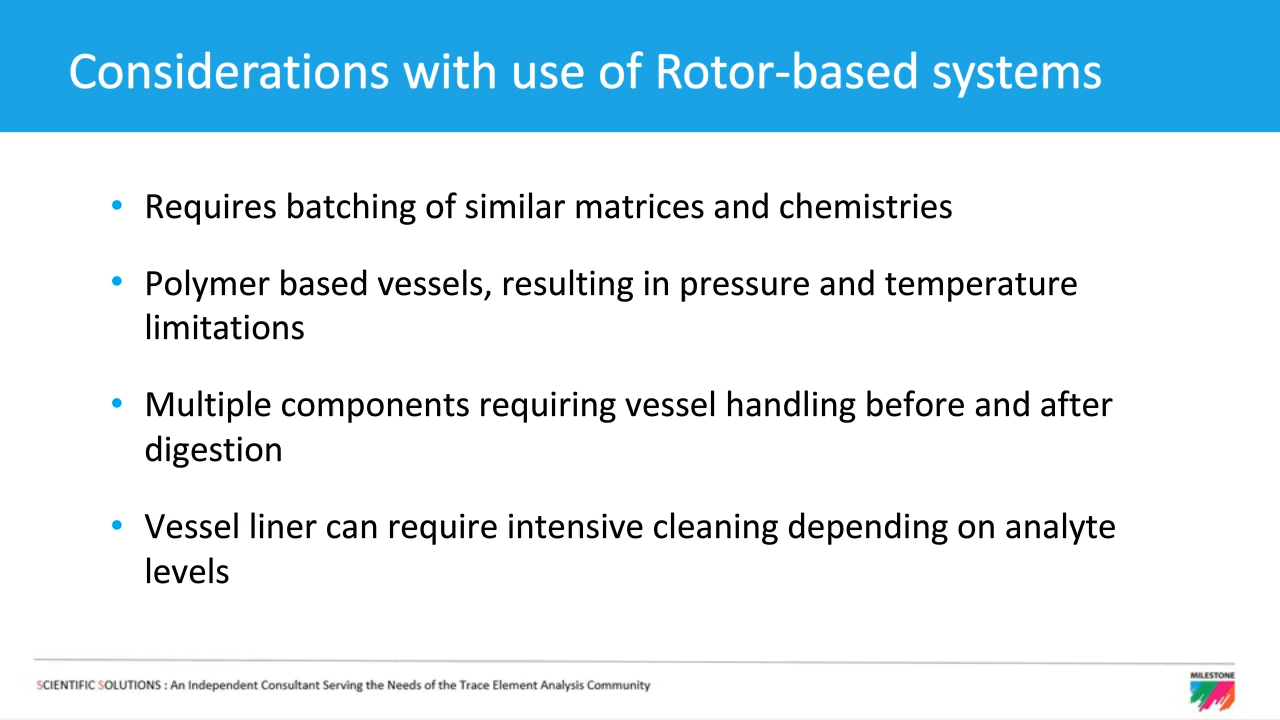 Considerations with use of Rotor-based systems
• Requires batching of similar matrices and chemistries
• Polymer based vessels, resulting in pressure and temperature
limitations
• Multiple components requiring vessel handling before and after
digestion
• Vessel liner can require intensive cleaning depending on analyte
levels
SCIENTIFIC SOLUTIONS : An Independent Consultant Serving the Needs of the Trace Element Analysis Community
MILESTONE